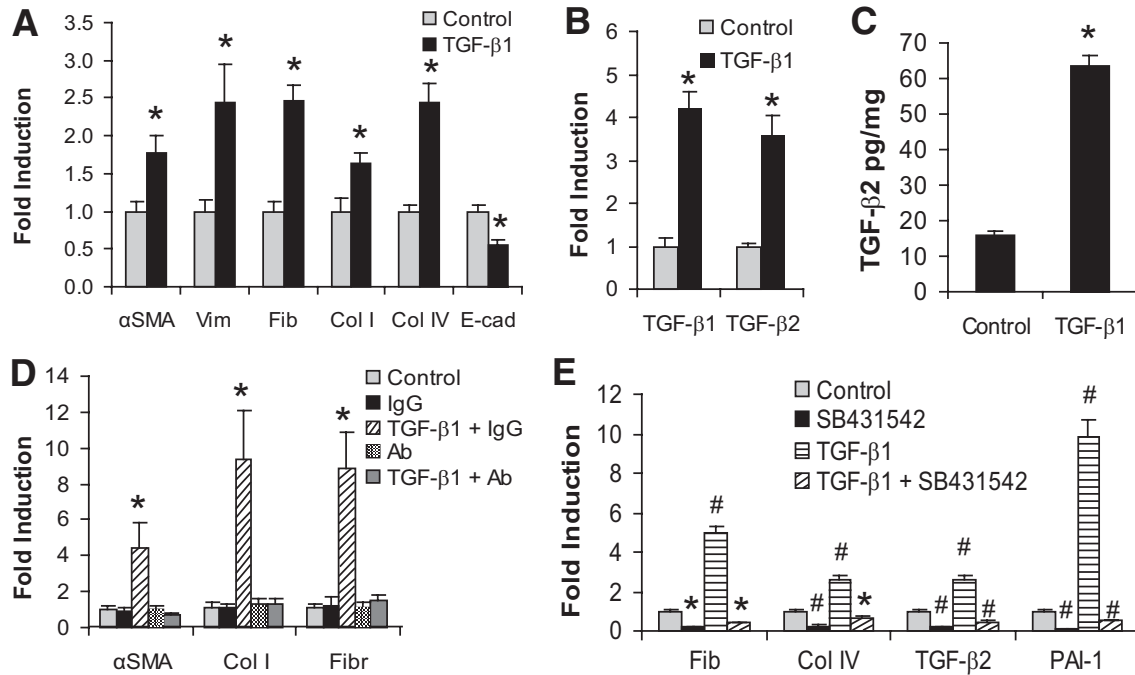 A
Control
TGF-β1
Fold Induction
3.5
3.0
2.5
2.0
1.5
1.0
0.5
0.0
* * * * * *
αSMA Vim Fib Col I Col IV E-cad
B
Control
TGF-β1
Fold Induction
6
5
4
3
2
1
0
* *
TGF-β1 TGF-β2
C
TGF-β2 pg/mg
70
60
50
40
30
20
10
0
*
Control TGF-β1
D
Control
IgG
TGF-β1 + IgG
Ab
TGF-β1 + Ab
Fold Induction
14
12
10
8
6
4
2
0
* * *
αSMA Col I Fibr
E
Control
SB431542
TGF-β1
TGF-β1 + SB431542
Fold Induction
12
10
8
6
4
2
0
* # * # # * # # # # # #
Fib Col IV TGF-β2 PAI-1